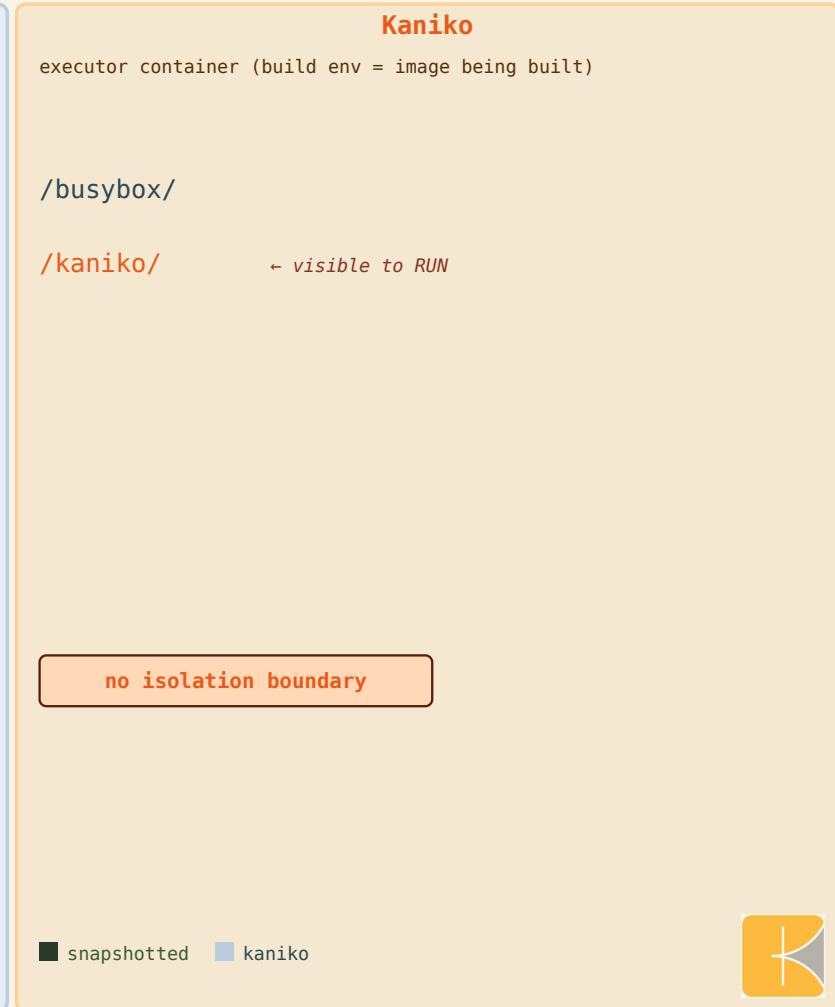 Kaniko
executor container (build env = image being built)
/busybox/
/kaniko/ ← visible to RUN
no isolation boundary
snapshotted kaniko